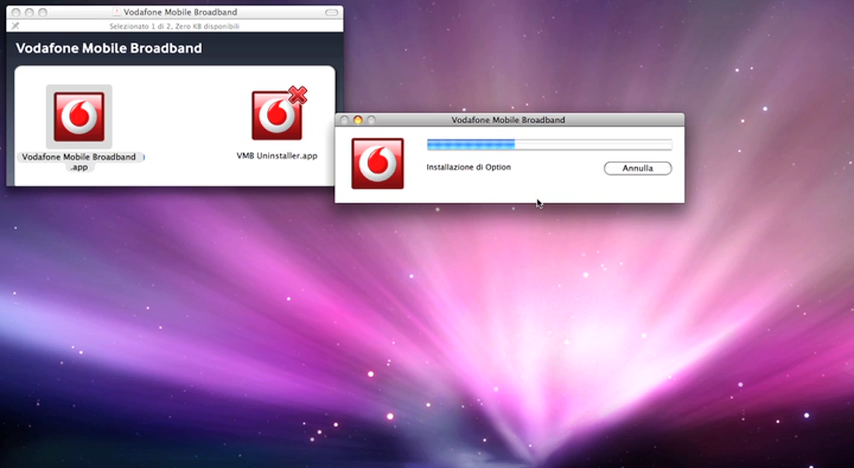 Vodafone Mobile Broadband
Selezionato 1 di 2, Zero KB disponibili
Vodafone Mobile Broadband
Vodafone Mobile Broadband
.app
VMB Uninstaller.app
Vodafone Mobile Broadband
Installazione di Option
Annulla